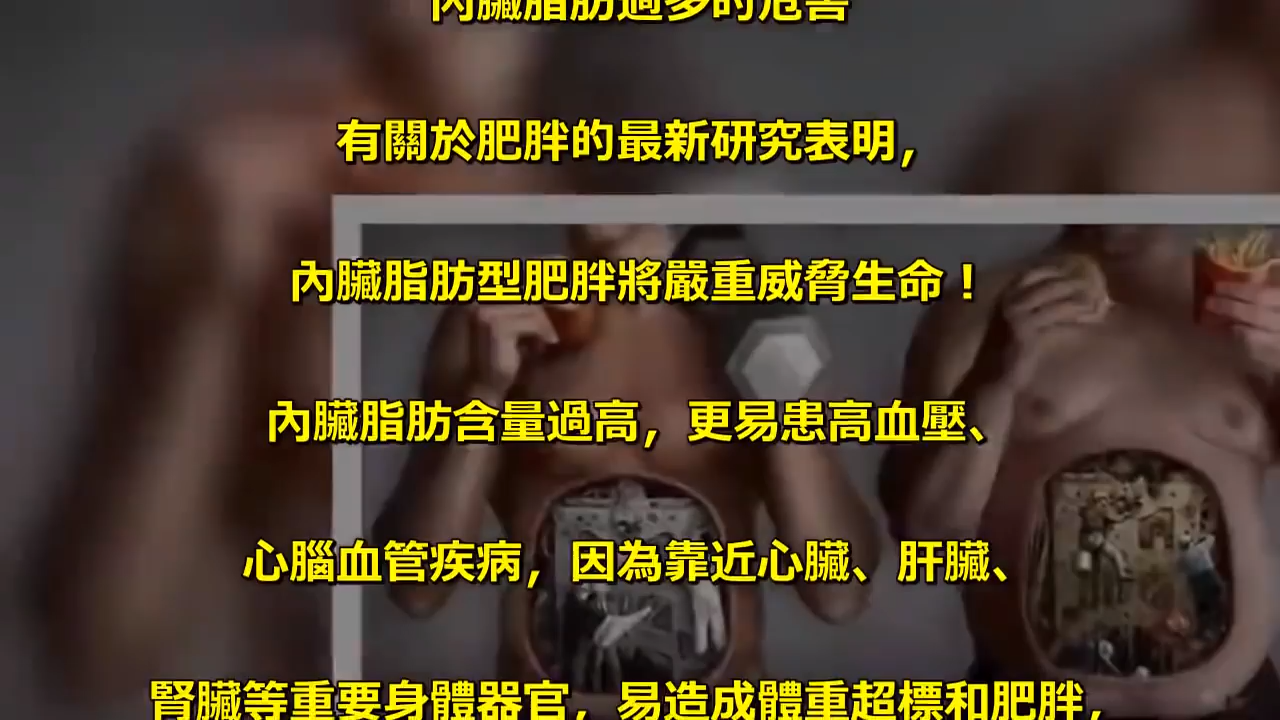 內臟脂肪過多的危害
有關於肥胖的最新研究表明，
內臟脂肪型肥胖將嚴重威脅生命！
內臟脂肪含量過高，更易患高血壓、
心腦血管疾病，因為靠近心臟、肝臟、
腎臟等重要身體器官，易造成體重超標和肥胖，